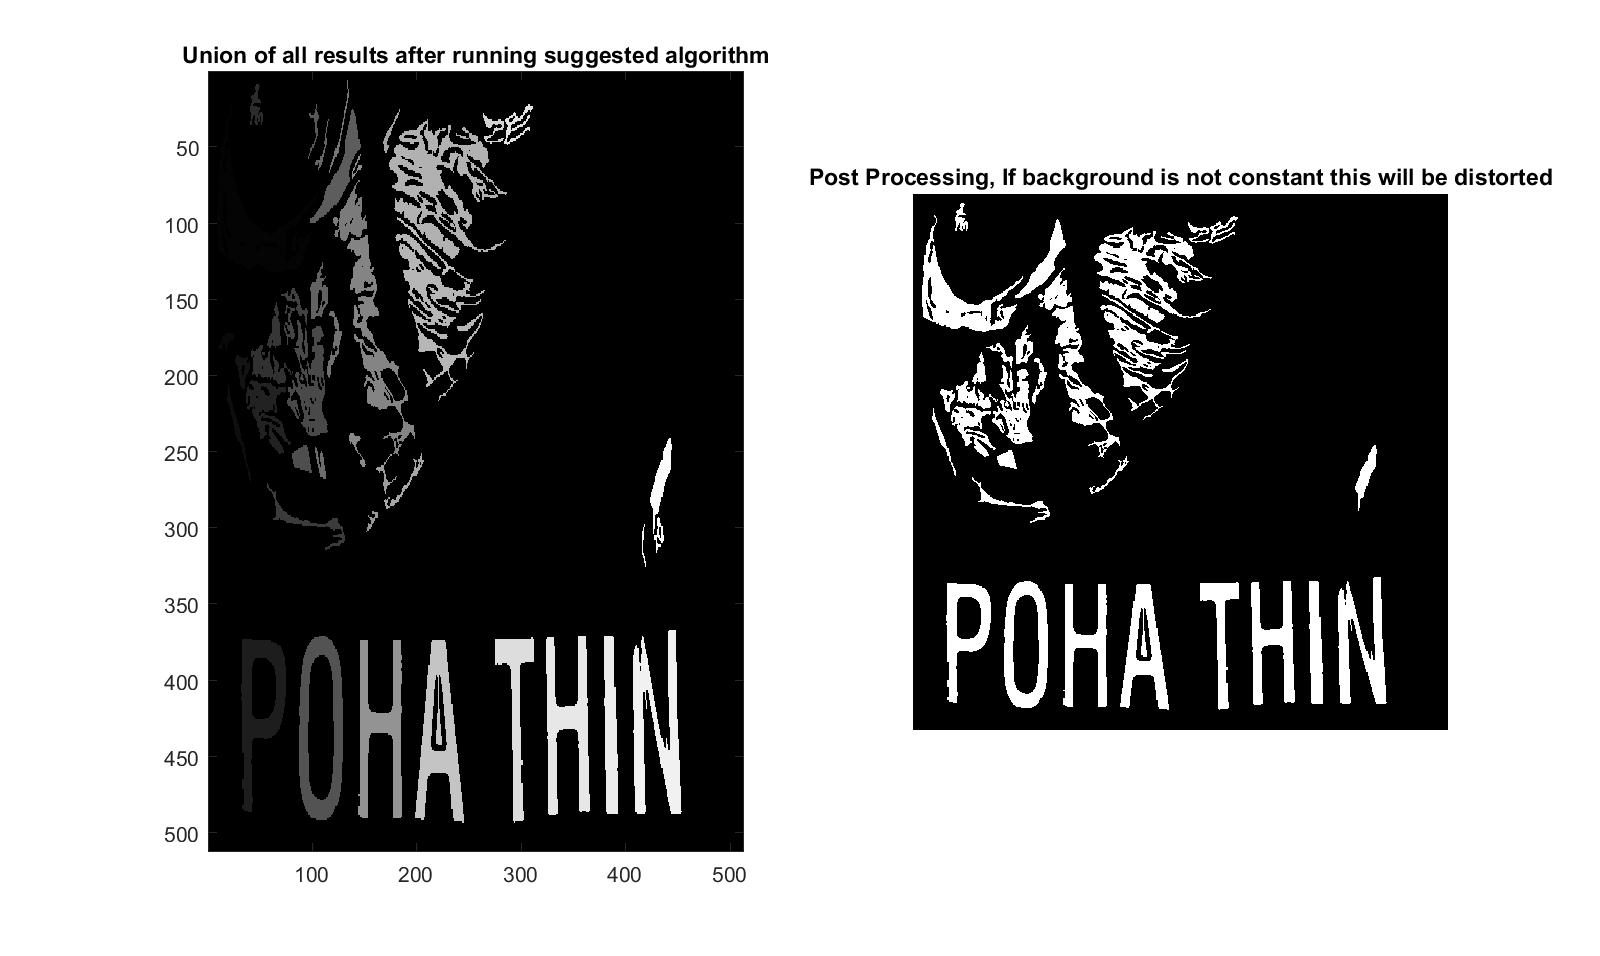 Union of all results after running suggested algorithm
50
100
150
200
250
300
350
400
450
500
100 200 300 400 500
POHA THIN
Post Processing, If background is not constant this will be distorted
POHA THIN